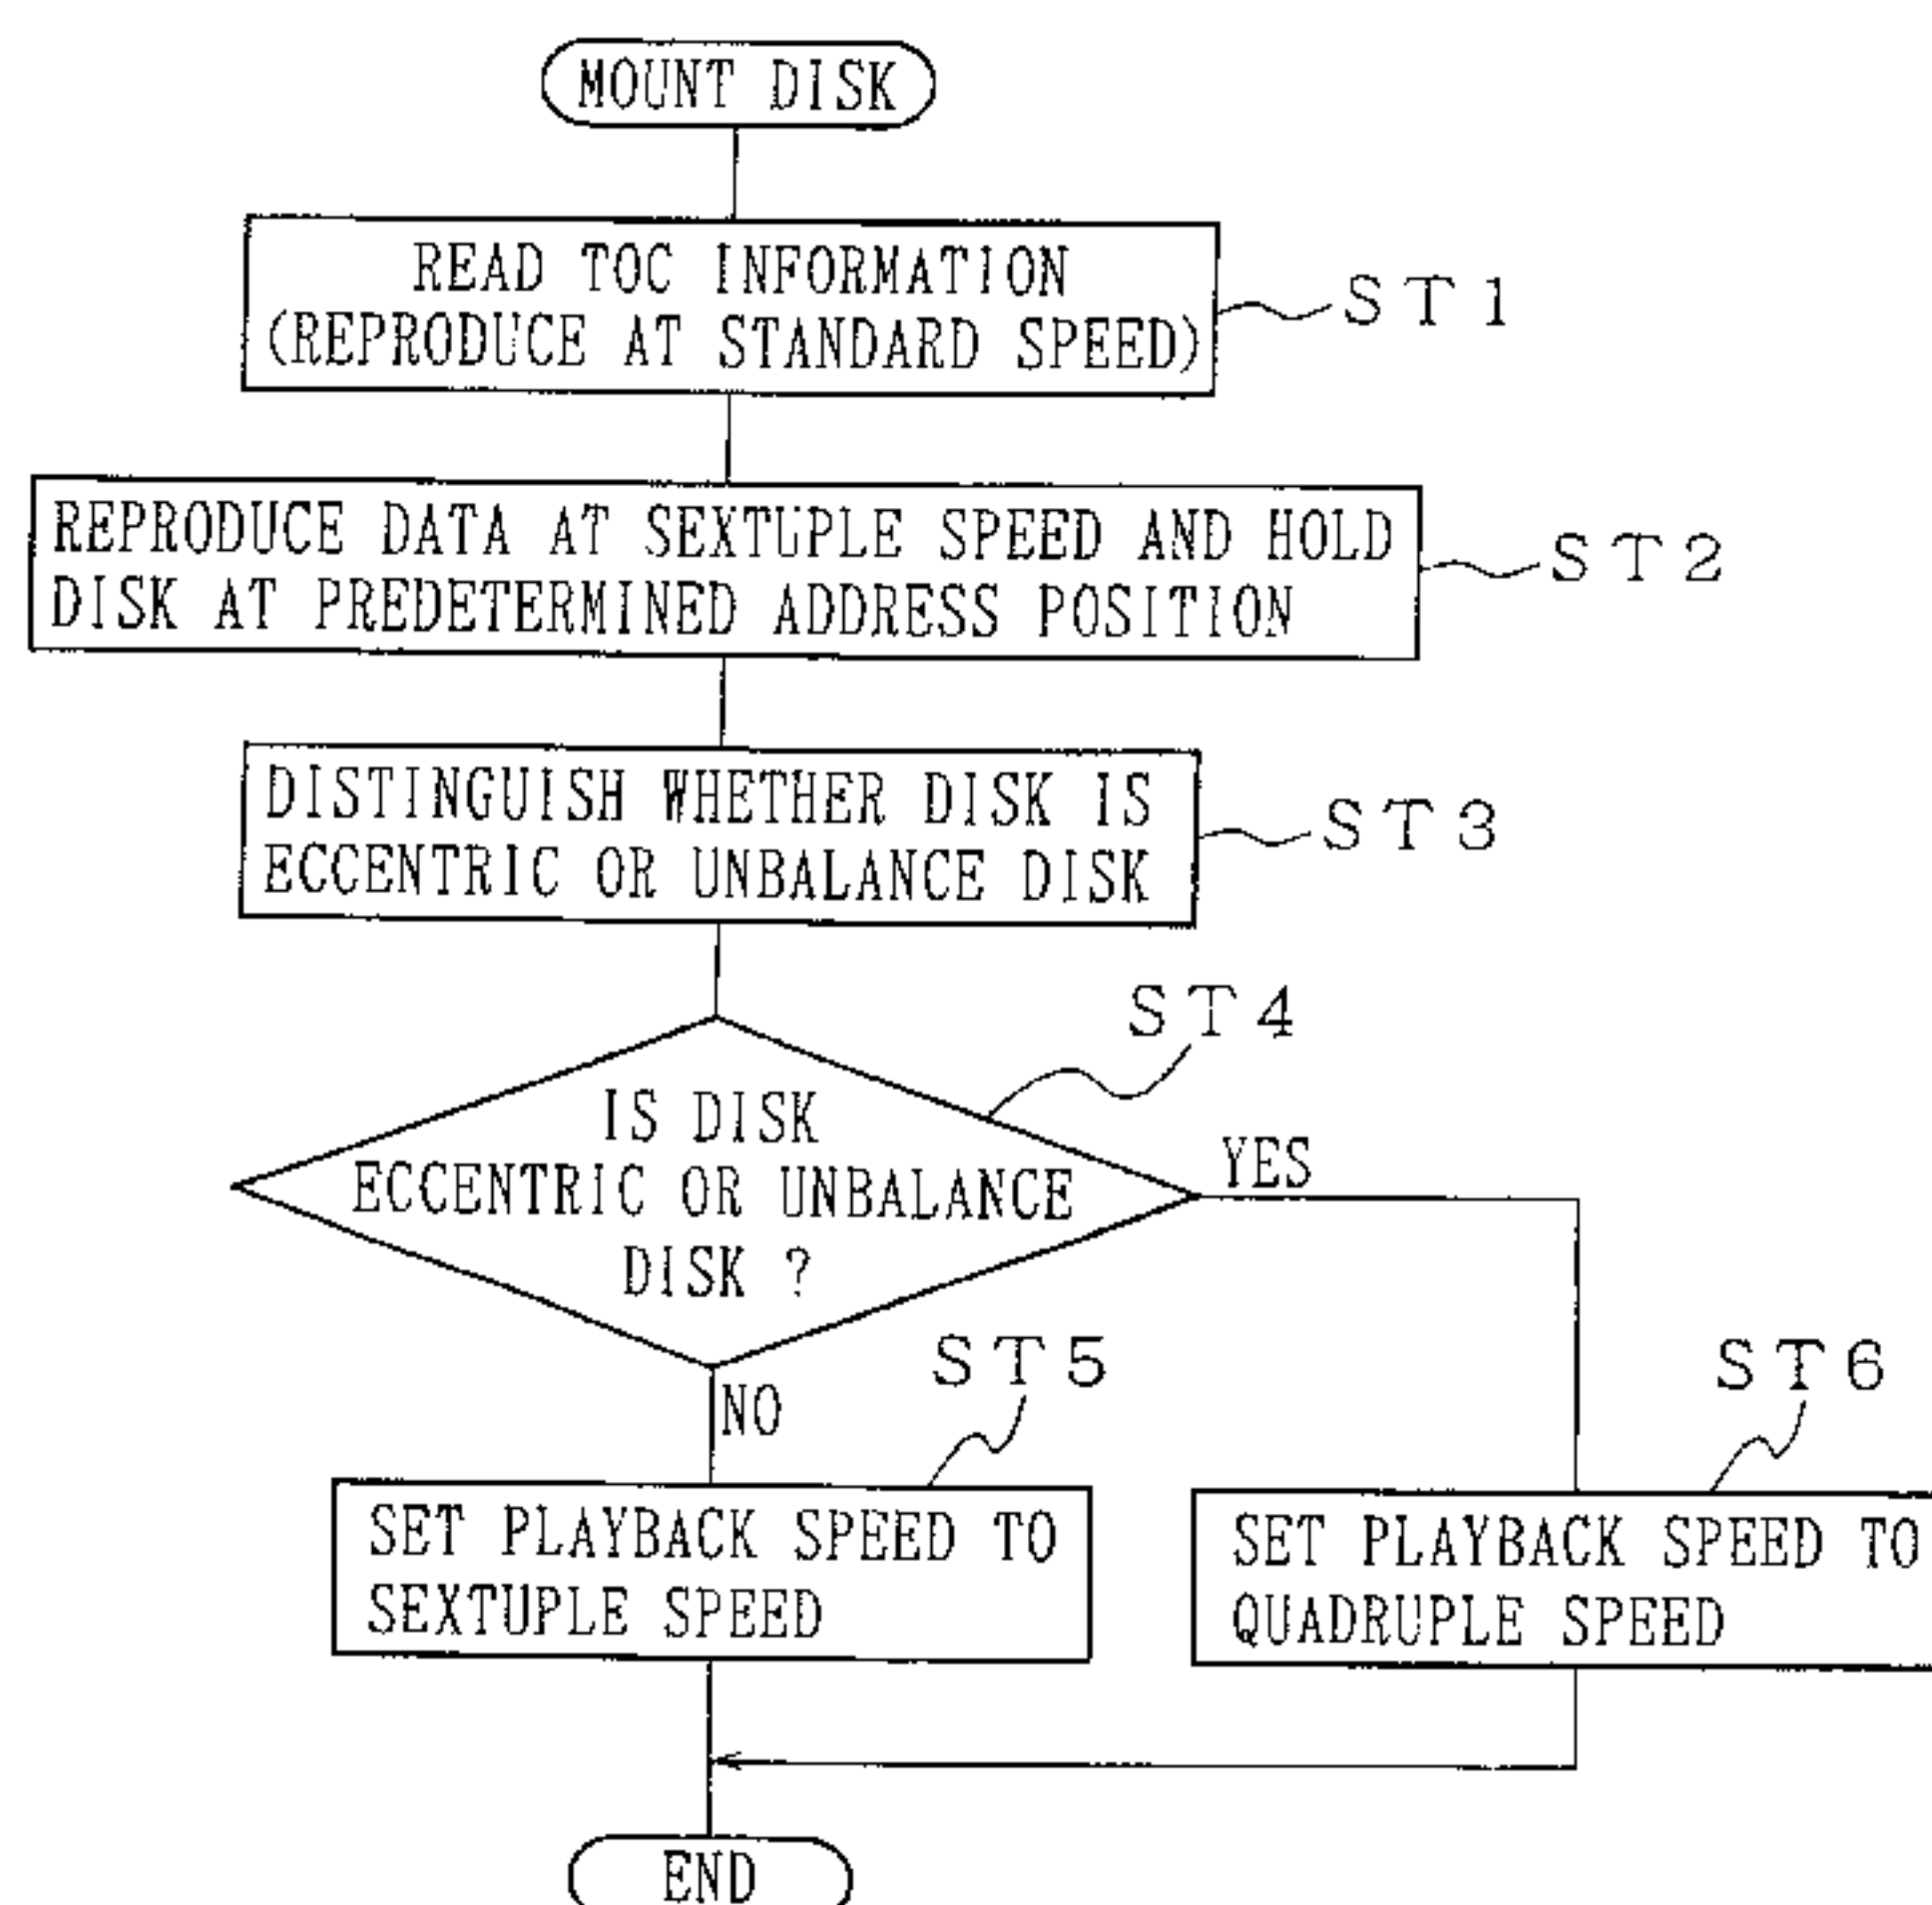 MOUNT DISK
READ TOC INFORMATION
(REPRODUCE AT STANDARD SPEED)
ST1
REPRODUCE DATA AT SEXTUPLE SPEED AND HOLD
DISK AT PREDETERMINED ADDRESS POSITION
ST2
DISTINGUISH WHETHER DISK IS
ECCENTRIC OR UNBALANCE DISK
ST3
ST4
IS DISK
ECCENTRIC OR UNBALANCE
DISK ?
YES
NO
ST5
ST6
SET PLAYBACK SPEED TO
SEXTUPLE SPEED
SET PLAYBACK SPEED TO
QUADRUPLE SPEED
END